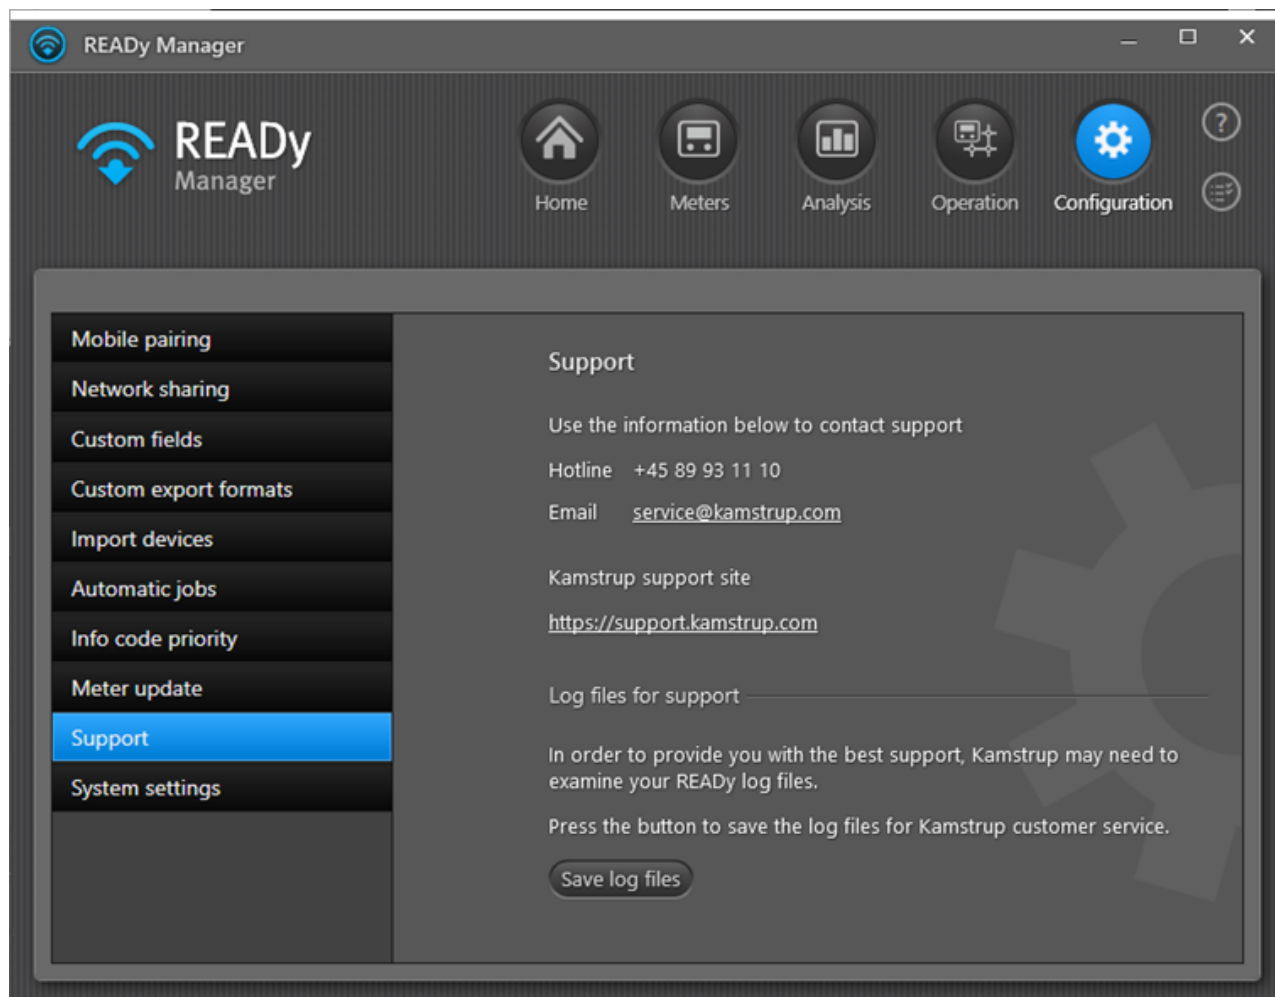 READy Manager
READy
Manager
Home
Meters
Analysis
Operation
Configuration
?
Mobile pairing
Network sharing
Custom fields
Custom export formats
Import devices
Automatic jobs
Info code priority
Meter update
Support
System settings
Support
Use the information below to contact support
Hotline +45 89 93 11 10
Email service@kamstrup.com
Kamstrup support site
https://support.kamstrup.com
Log files for support
In order to provide you with the best support, Kamstrup may need to
examine your READy log files.
Press the button to save the log files for Kamstrup customer service.
Save log files